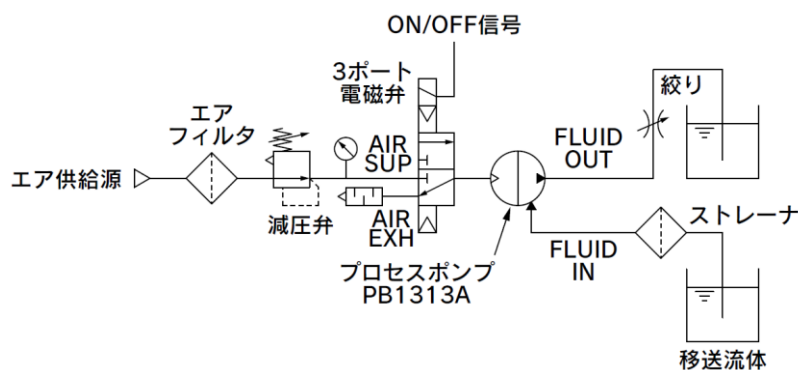 ON/OFF信号
3ポート
電磁弁
エア
フィルタ
絞り
AIR
SUP
FLUID
OUT
エア供給源
減圧弁
AIR
EXH
ストレーナ
FLUID
IN
プロセスポンプ
PB1313A
移送流体